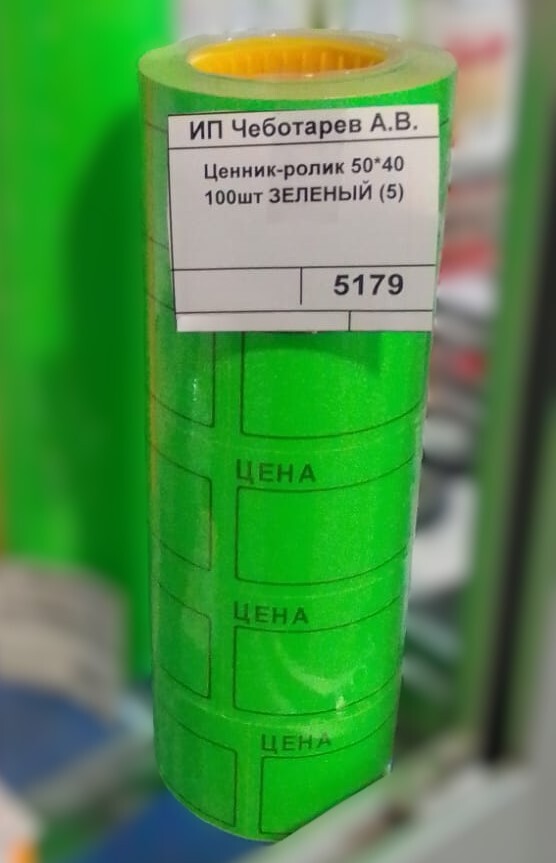 ИП Чеботарев А.В.
Ценник-ролик 50*40
100шт ЗЕЛЕНЫЙ (5)
5179
ЦЕНА
ЦЕНА
ЦЕНА